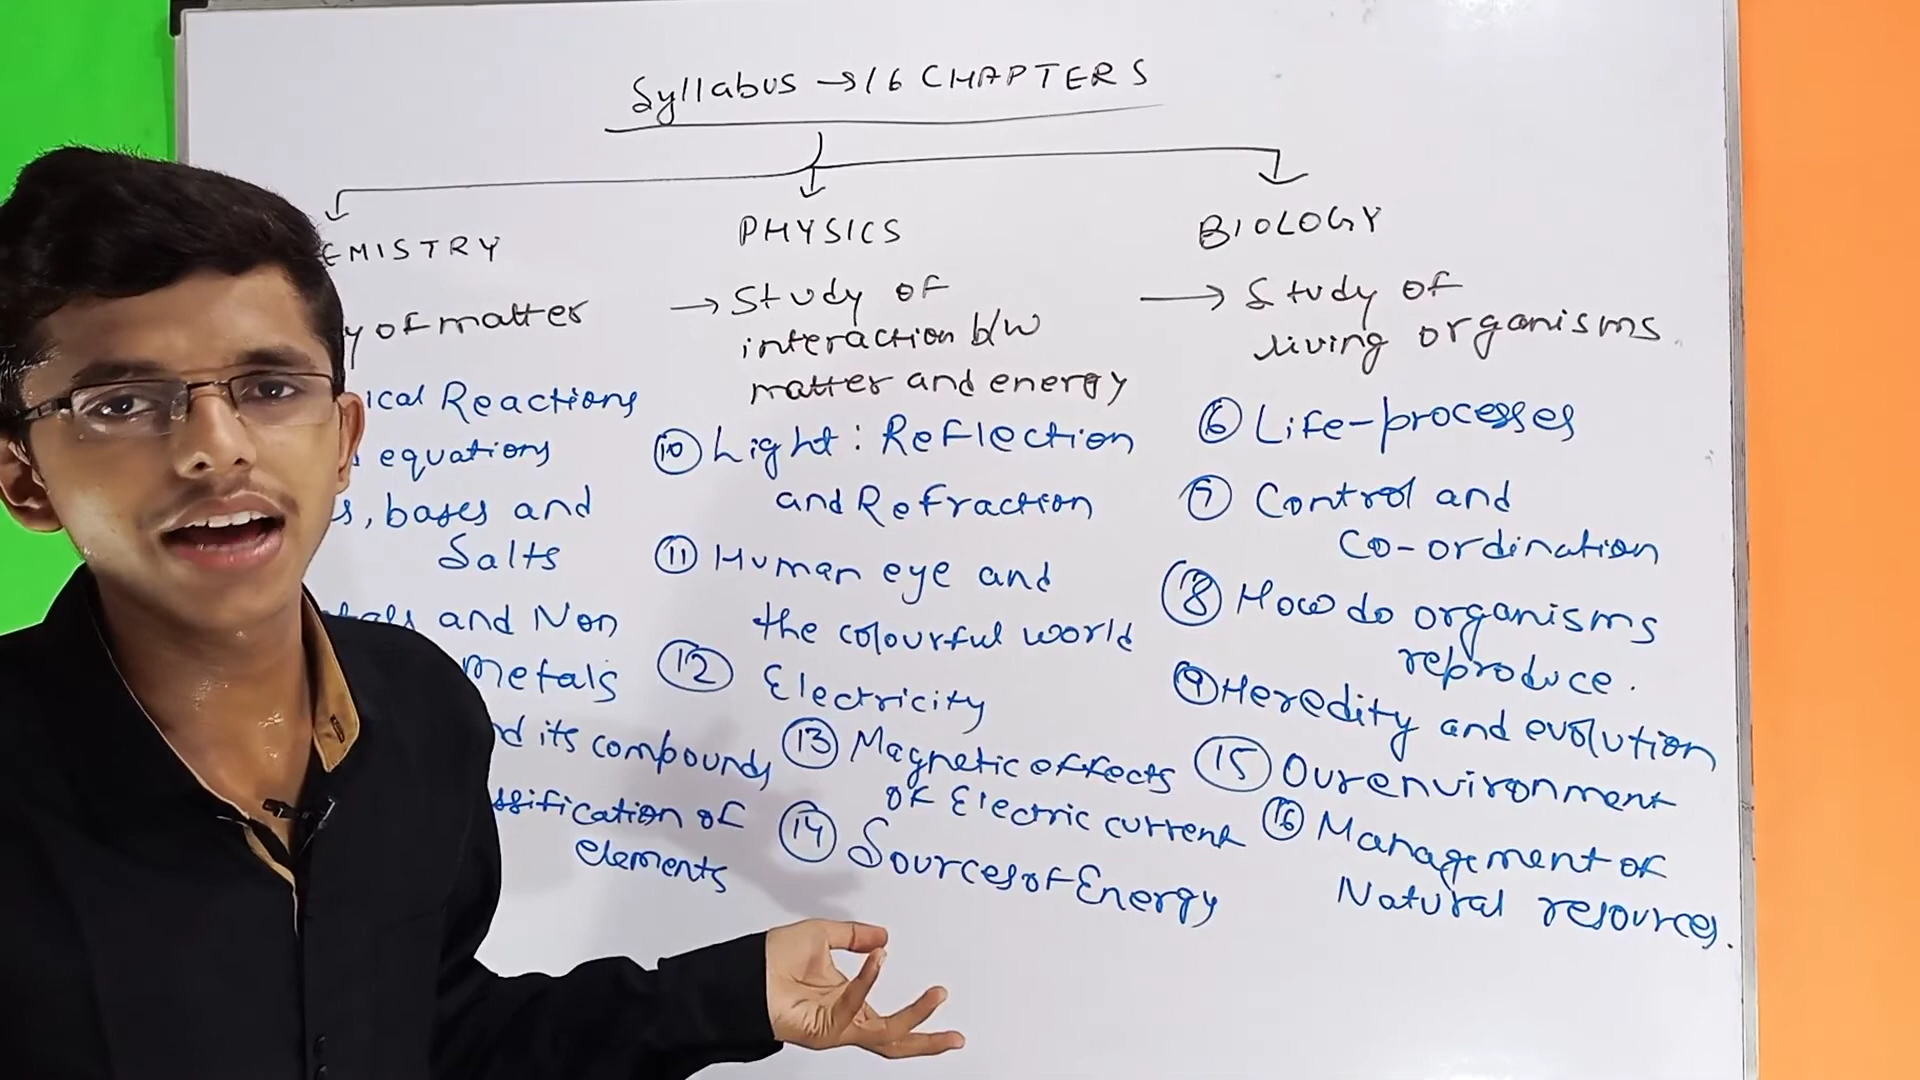 Syllabus → 16 CHAPTERS
EMISTRY
y of matter
ical Reactions
equations
s, bases and
Salts
tals and Non
Metals
d its compounds
ssification of
elements
PHYSICS
→ Study of
interaction b/w
matter and energy
⑩ Light : Reflection
and Refraction
⑪ Human eye and
the colourful world
⑫ Electricity
⑬ Magnetic effects
of Electric current
⑭ Sources of Energy
BIOLOGY
→ Study of
living organisms
⑥ Life-processes
⑦ Control and
Co-ordination
⑧ How do organisms
reproduce.
⑨ Heredity and evolution
⑮ Our environment
⑯ Management of
Natural resources.